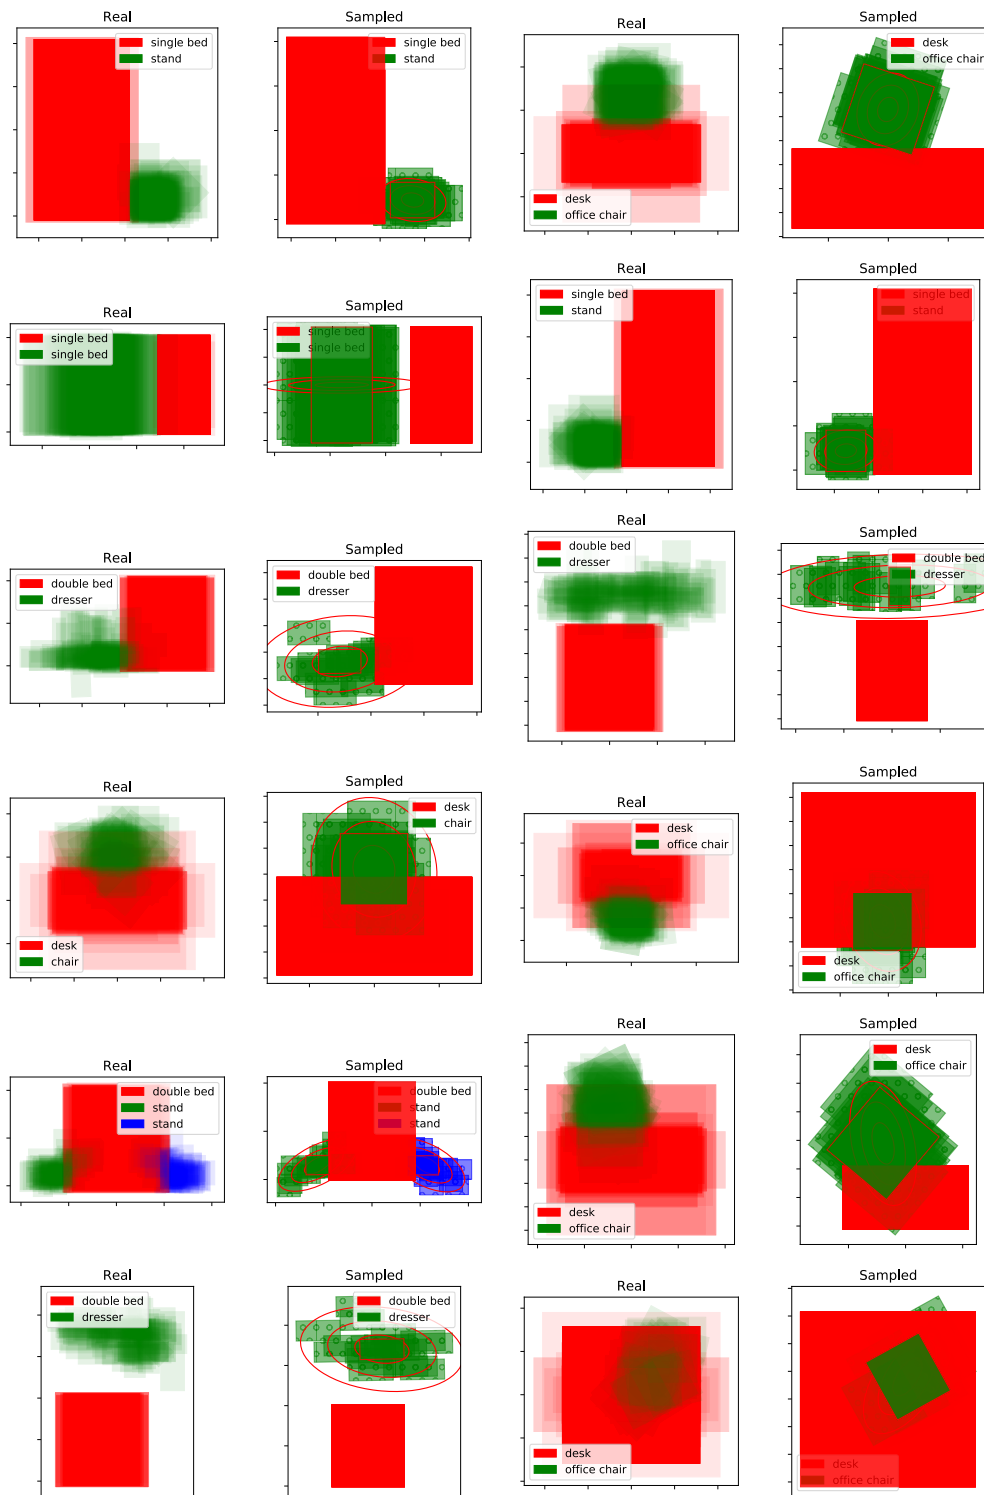 Real
single bed
stand
Sampled
single bed
stand
Real
desk
office chair
Sampled
desk
office chair
Real
single bed
single bed
Sampled
single bed
single bed
Real
single bed
stand
Sampled
single bed
stand
Real
double bed
dresser
Sampled
double bed
dresser
Real
double bed
dresser
Sampled
double bed
dresser
Real
desk
chair
Sampled
desk
chair
Real
desk
office chair
Sampled
desk
office chair
Real
double bed
stand
stand
Sampled
double bed
stand
stand
Real
desk
office chair
Sampled
desk
office chair
Real
double bed
dresser
Sampled
double bed
dresser
Real
desk
office chair
Sampled
desk
office chair